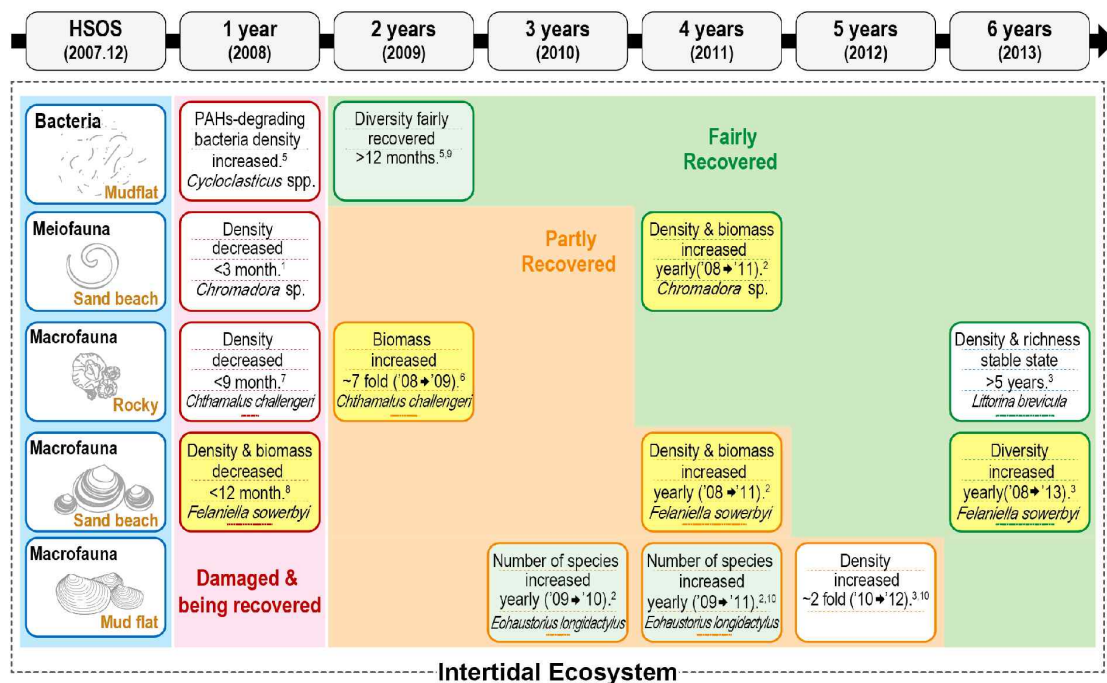 HSOS
(2007.12)
1 year
(2008)
2 years
(2009)
3 years
(2010)
4 years
(2011)
5 years
(2012)
6 years
(2013)
Bacteria
Mudflat
PAHs-degrading
bacteria density
increased.5
Cycloclasticus spp.
Diversity fairly
recovered
>12 months.5,9
Fairly
Recovered
Meiofauna
Sand beach
Density
decreased
<3 month.1
Chromadora sp.
Partly
Recovered
Density & biomass
increased
yearly('08➔'11).2
Chromadora sp.
Macrofauna
Rocky
Density
decreased
<9 month.7
Chthamalus challengeri
Biomass
increased
~7 fold ('08➔'09).6
Chthamalus challengeri
Density & richness
stable state
>5 years.3
Littorina brevicula
Macrofauna
Sand beach
Density & biomass
decreased
<12 month.8
Felaniella sowerbyi
Density & biomass
increased
yearly ('08➔'11).2
Felaniella sowerbyi
Diversity
increased
yearly('08➔'13).3
Felaniella sowerbyi
Macrofauna
Mud flat
Damaged &
being recovered
Number of species
increased
yearly ('09➔'10).2
Eohaustorius longidactylus
Number of species
increased
yearly ('09➔'11).2,10
Eohaustorius longidactylus
Density
increased
~2 fold ('10➔'12).3,10
Intertidal Ecosystem